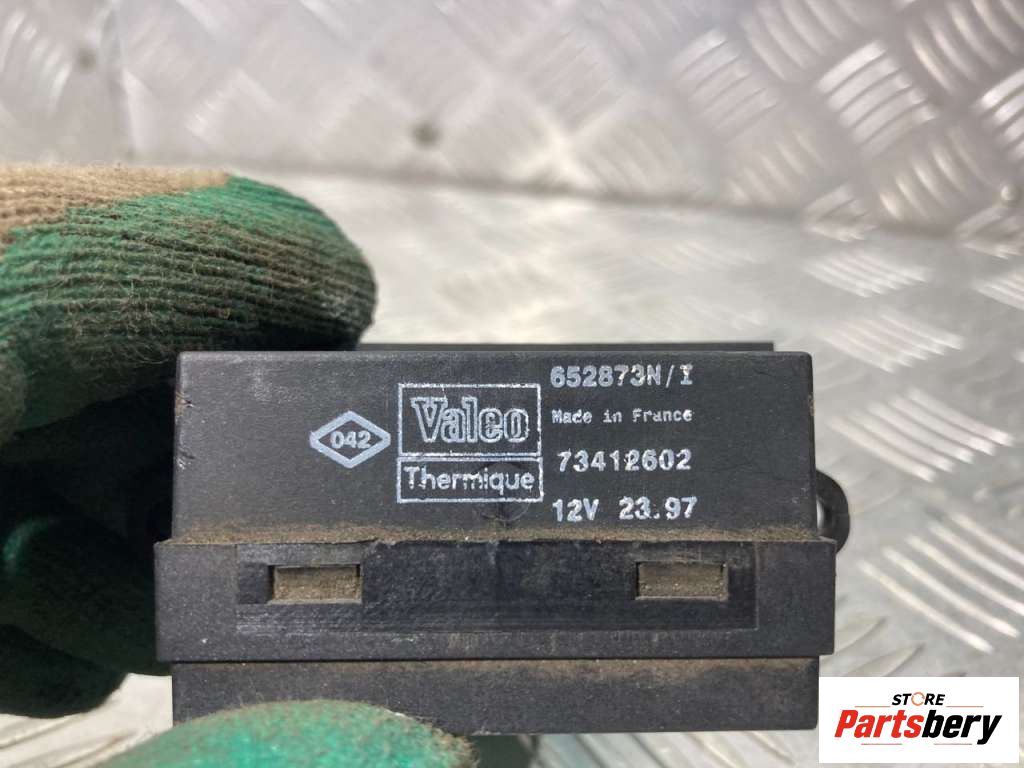 652873N/I
Made in France
042
Valeo
Thermique
73412602
12V 23.97
STORE
Partsbery